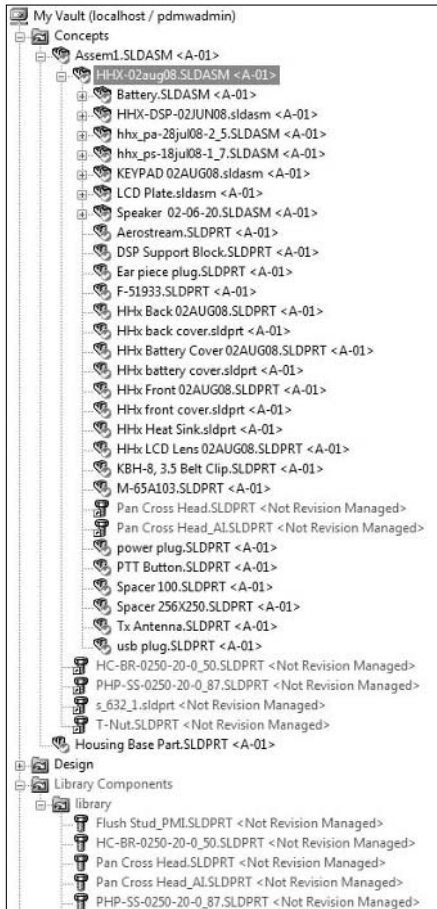 My Vault (localhost / pdmwadmin)
Concepts
Assem1.SLDASM <A-01>
HHX-02aug08.SLDASM <A-01>
Battery.SLDASM <A-01>
HHX-DSP-02JUN08.sldasm <A-01>
hhx_pa-28jul08-2_5.SLDASM <A-01>
hhx_ps-18jul08-1_7.SLDASM <A-01>
KEYPAD 02AUG08.sldasm <A-01>
LCD Plate.sldasm <A-01>
Speaker 02-06-20.SLDASM <A-01>
Aerostream.SLDPRT <A-01>
DSP Support Block.SLDPRT <A-01>
Ear piece plug.SLDPRT <A-01>
F-51933.SLDPRT <A-01>
HHx Back 02AUG08.SLDPRT <A-01>
HHx back cover.sldprt <A-01>
HHx Battery Cover 02AUG08.SLDPRT <A-01>
HHx battery cover.sldprt <A-01>
HHx Front 02AUG08.SLDPRT <A-01>
HHx front cover.sldprt <A-01>
HHx Heat Sink.sldprt <A-01>
HHx LCD Lens 02AUG08.SLDPRT <A-01>
KBH-8, 3.5 Belt Clip.SLDPRT <A-01>
M-65A103.SLDPRT <A-01>
Pan Cross Head.SLDPRT <Not Revision Managed>
Pan Cross Head_AI.SLDPRT <Not Revision Managed>
power plug.SLDPRT <A-01>
PTT Button.SLDPRT <A-01>
Spacer 100.SLDPRT <A-01>
Spacer 256X250.SLDPRT <A-01>
Tx Antenna.SLDPRT <A-01>
usb plug.SLDPRT <A-01>
HC-BR-0250-20-0_50.SLDPRT <Not Revision Managed>
PHP-SS-0250-20-0_87.SLDPRT <Not Revision Managed>
s_632_1.sldprt <Not Revision Managed>
T-Nut.SLDPRT <Not Revision Managed>
Housing Base Part.SLDPRT <A-01>
Design
Library Components
library
Flush Stud_PMI.SLDPRT <Not Revision Managed>
HC-BR-0250-20-0_50.SLDPRT <Not Revision Managed>
Pan Cross Head.SLDPRT <Not Revision Managed>
Pan Cross Head_AI.SLDPRT <Not Revision Managed>
PHP-SS-0250-20-0_87.SLDPRT <Not Revision Managed>